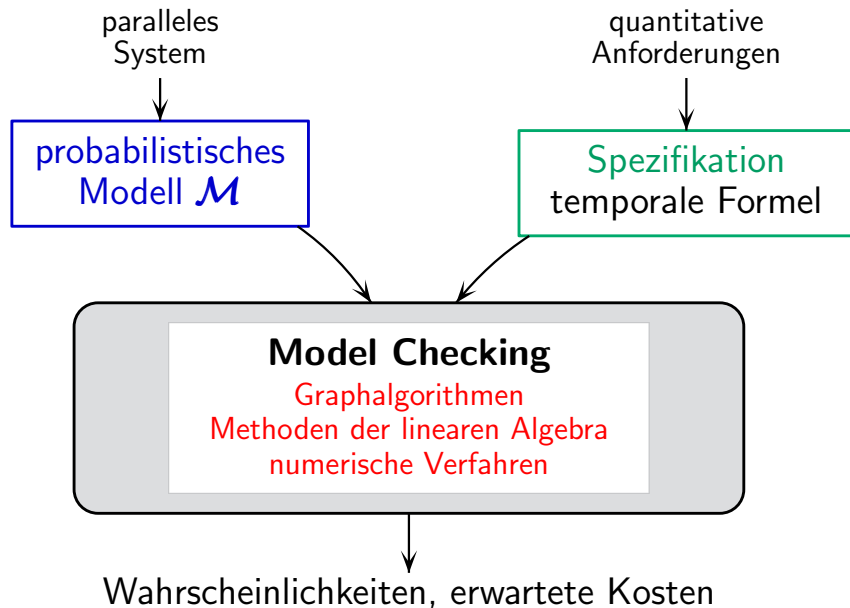 paralleles
System
quantitative
Anforderungen
probabilistisches
Modell ℳ
Spezifikation
temporale Formel
Model Checking
Graphalgorithmen
Methoden der linearen Algebra
numerische Verfahren
Wahrscheinlichkeiten, erwartete Kosten